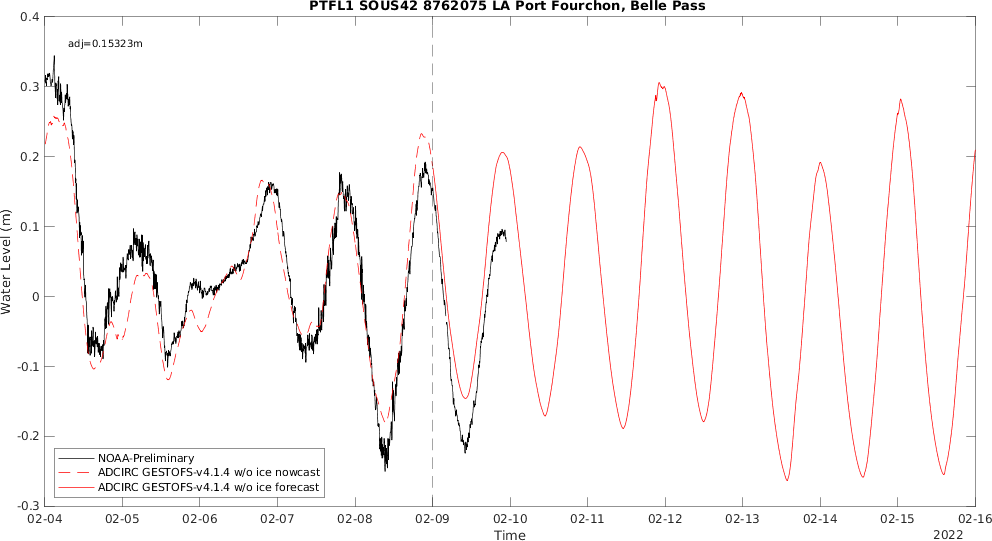 PTFL1 SOUS42 8762075 LA Port Fourchon, Belle Pass
adj=0.15323m
0.4
0.3
0.2
0.1
0
-0.1
-0.2
-0.3
Water Level (m)
NOAA-Preliminary
ADCIRC GESTOFS-v4.1.4 w/o ice nowcast
ADCIRC GESTOFS-v4.1.4 w/o ice forecast
02-04 02-05 02-06 02-07 02-08 02-09 02-10 02-11 02-12 02-13 02-14 02-15 02-16
Time
2022